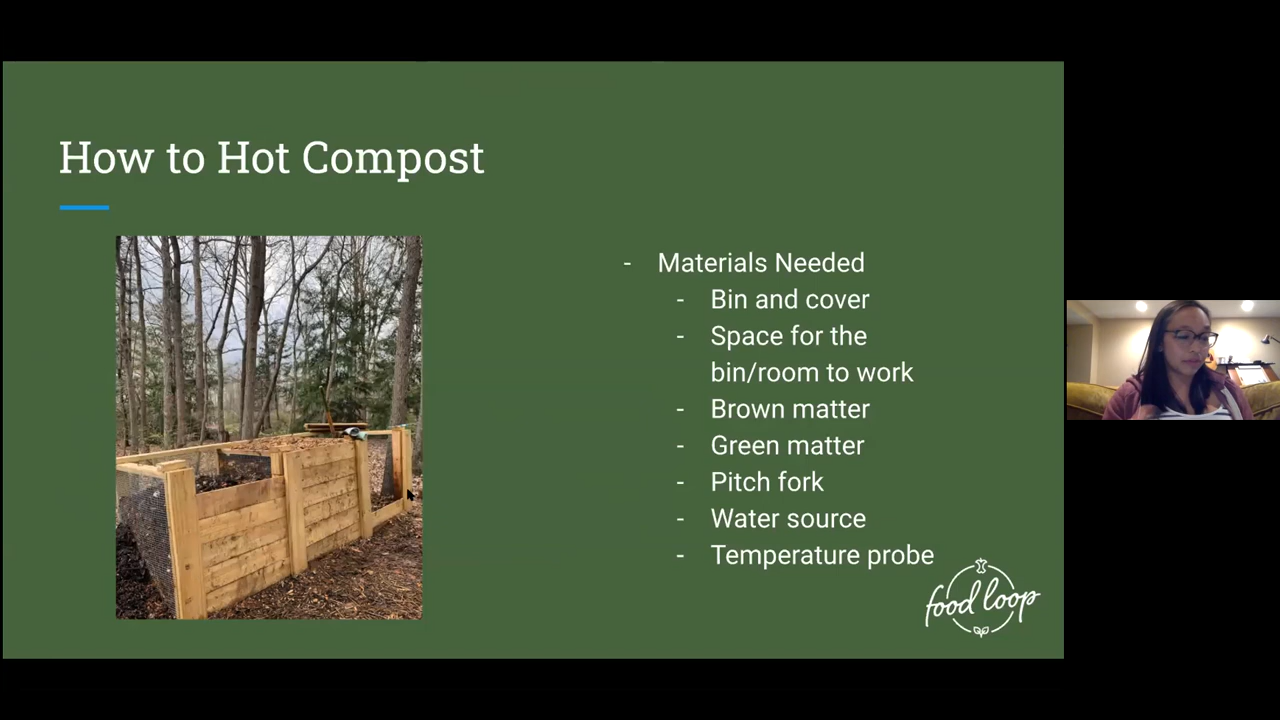 How to Hot Compost
- Materials Needed
- Bin and cover
- Space for the
bin/room to work
- Brown matter
- Green matter
- Pitch fork
- Water source
- Temperature probe
food loop